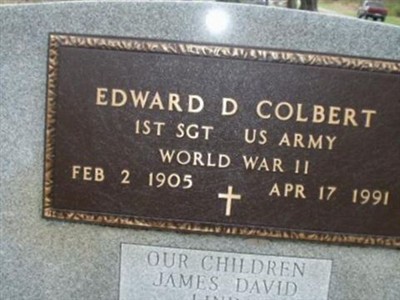 EDWARD D COLBERT
1ST SGT US ARMY
WORLD WAR II
FEB 2 1905 APR 17 1991
OUR CHILDREN
JAMES DAVID